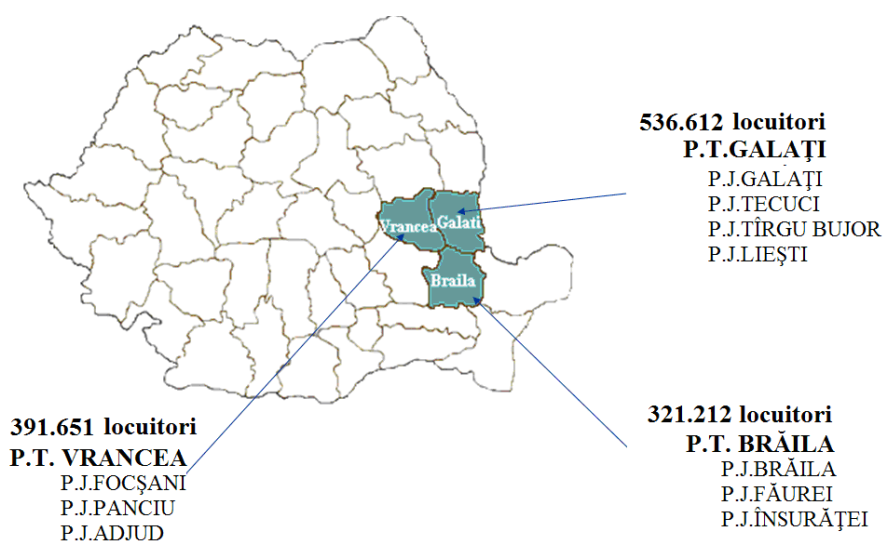 536.612 locuitori
P.T.GALAŢI
P.J.GALAŢI
P.J.TECUCI
P.J.TÎRGU BUJOR
P.J.LIEŞTI
Vrancea
Galati
Braila
391.651 locuitori
P.T. VRANCEA
P.J.FOCŞANI
P.J.PANCIU
P.J.ADJUD
321.212 locuitori
P.T. BRĂILA
P.J.BRĂILA
P.J.FĂUREI
P.J.ÎNSURĂŢEI